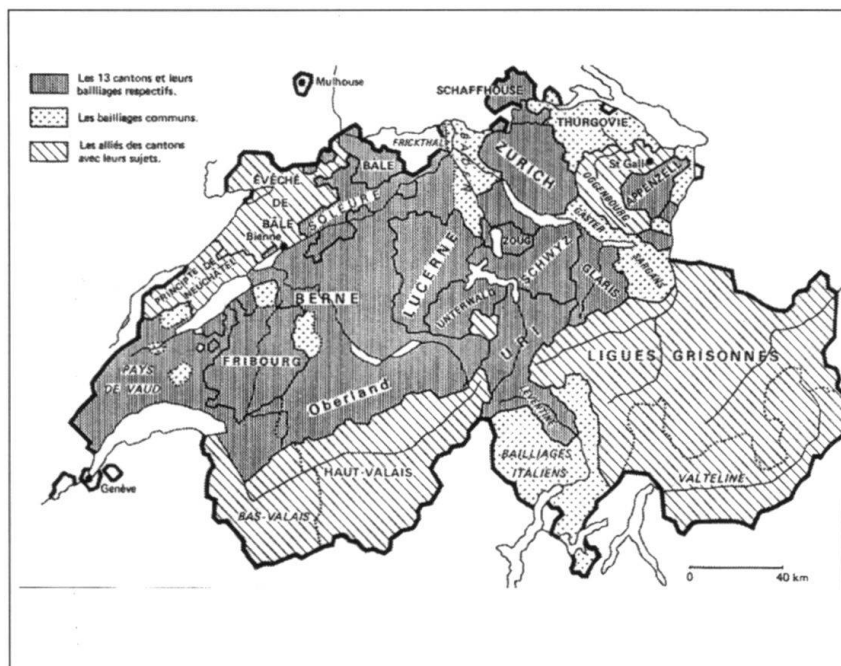 Les 13 cantons et leurs
bailliages respectifs.
Les bailliages communs.
Les alliés des cantons
avec leurs sujets.
Mulhouse
SCHAFFHOUSE
THURGOVIE
FRICKTHAL
BADEN
ZURICH
St Gall
APPENZELL
TOGGENBOURG
GASTER
SARGANS
BALE
ÉVÊCHÉ
DE
BÂLE
Bienne
SOLEURE
PRINCIPTÉ DE
NEUCHÂTEL
LUCERNE
ZOUG
SCHWYZ
GLARIS
UNTERWALD
URI
BERNE
FRIBOURG
PAYS
DE VAUD
Oberland
LIGUES GRISONNES
LEVENTINE
BAILLIAGES
ITALIENS
VALTELINE
HAUT-VALAIS
BAS-VALAIS
Genève
0 40 km